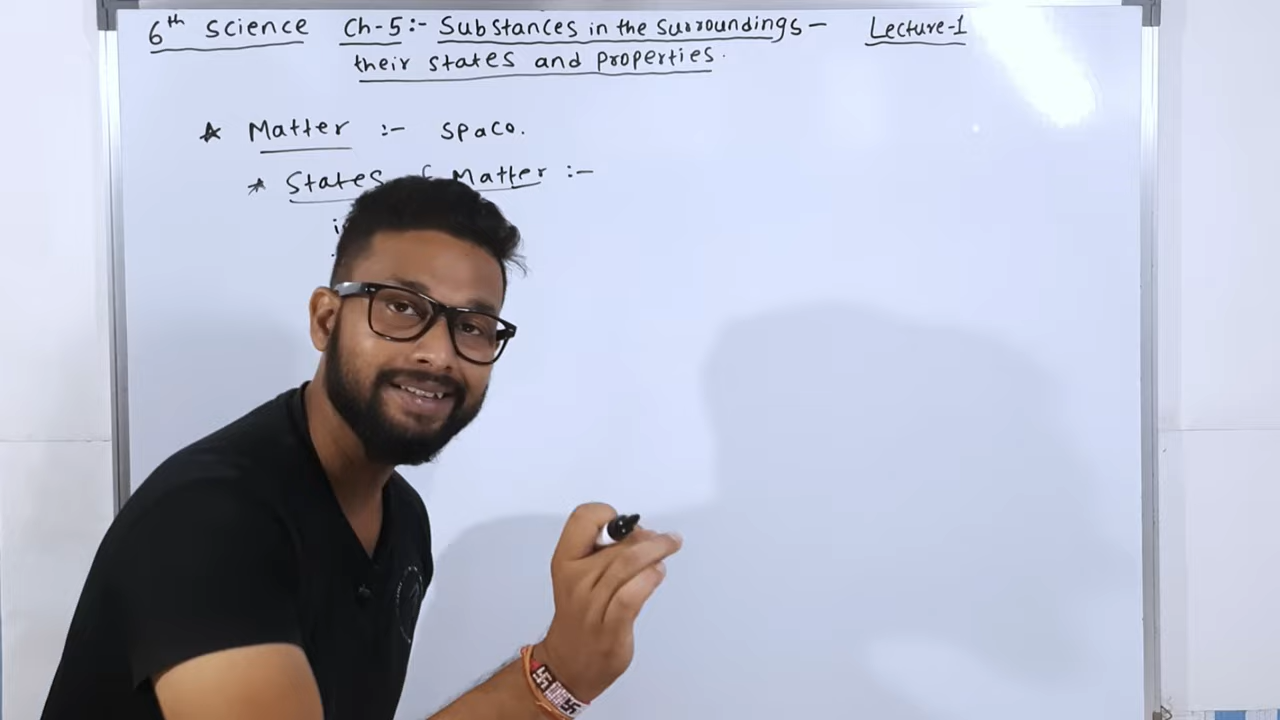 6th Science Ch-5:- Substances in the Surroundings- Lecture-1
their states and properties.
* Matter :- Space.
* States Matter :-